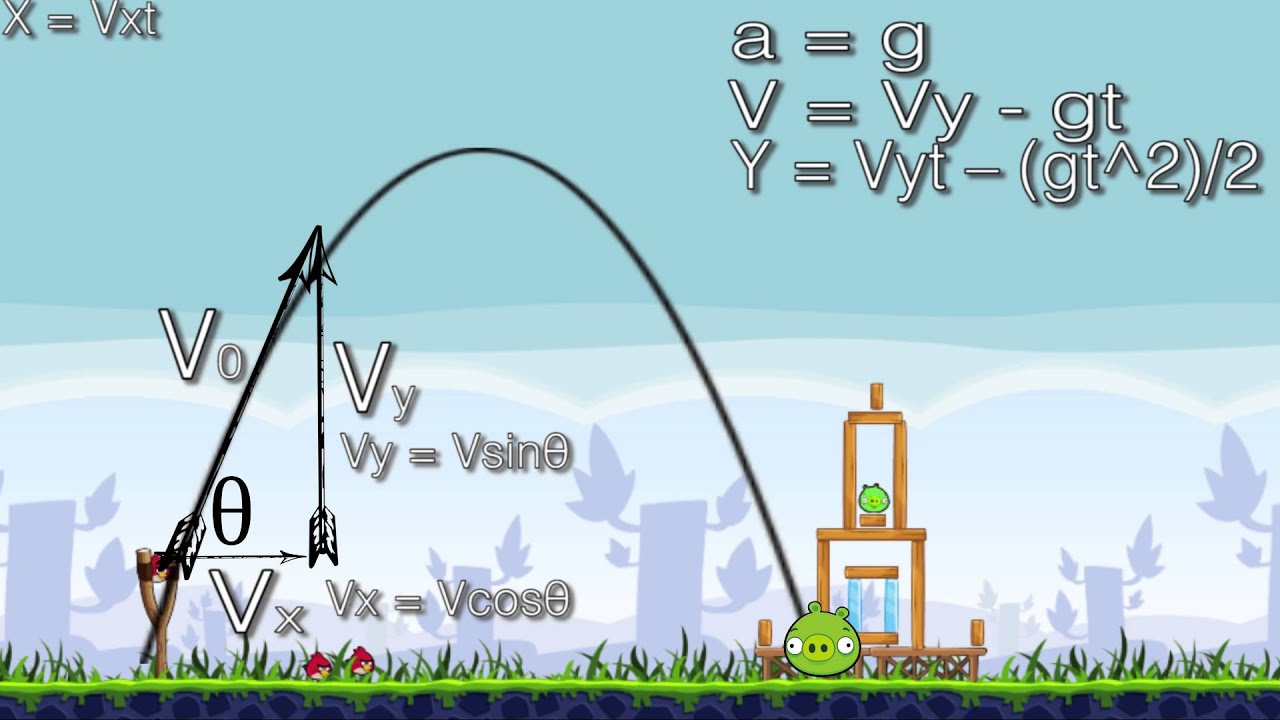 X = Vxt
a = g
V = Vy - gt
Y = Vyt – (gt^2)/2
V0
Vy
Vy = Vsinθ
θ
Vx
Vx = Vcosθ